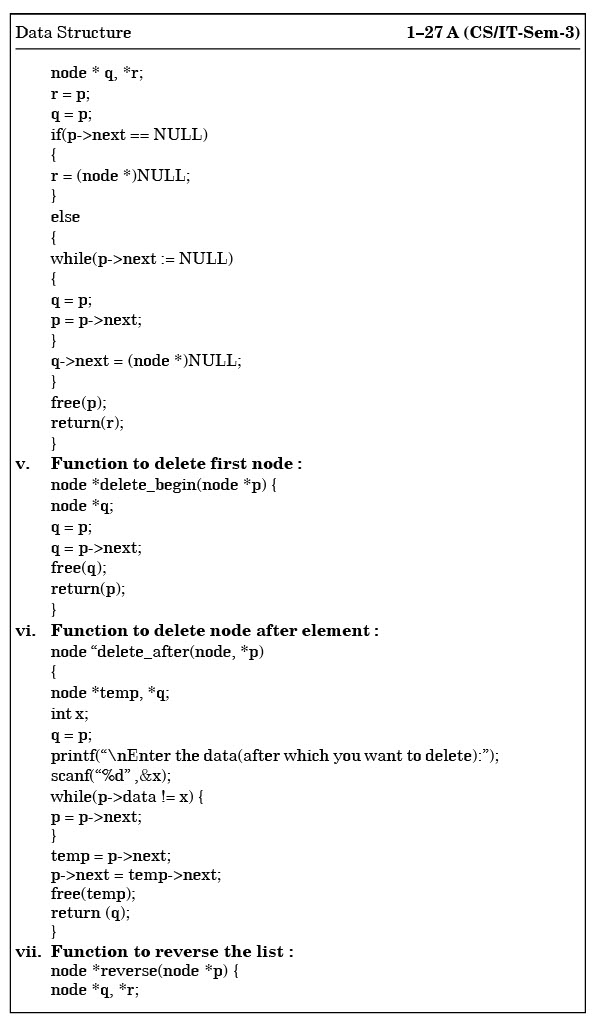 Data Structure 1–27 A (CS/IT-Sem-3)
node * q, *r;
r = p;
q = p;
if(p->next == NULL)
{
r = (node *)NULL;
}
else
{
while(p->next := NULL)
{
q = p;
p = p->next;
}
q->next = (node *)NULL;
}
free(p);
return(r);
}
v. Function to delete first node :
node *delete_begin(node *p) {
node *q;
q = p;
q = p->next;
free(q);
return(p);
}
vi. Function to delete node after element :
node “delete_after(node, *p)
{
node *temp, *q;
int x;
q = p;
printf(“\nEnter the data(after which you want to delete):”);
scanf(“%d” ,&x);
while(p->data != x) {
p = p->next;
}
temp = p->next;
p->next = temp->next;
free(temp);
return (q);
}
vii. Function to reverse the list :
node *reverse(node *p) {
node *q, *r;